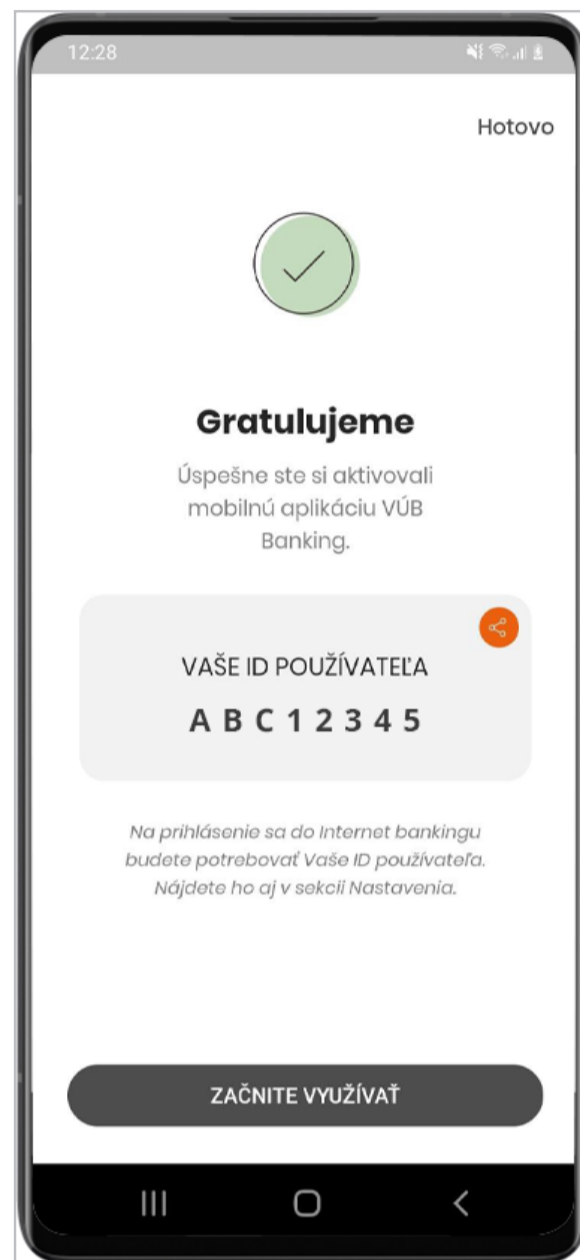 12:28
Hotovo
Gratulujeme
Úspešne ste si aktivovali
mobilnú aplikáciu VÚB
Banking.
VAŠE ID POUŽÍVATEĽA
A B C 1 2 3 4 5
Na prihlásenie sa do Internet bankingu
budete potrebovať Vaše ID používateľa.
Nájdete ho aj v sekcii Nastavenia.
ZAČNITE VYUŽÍVAŤ